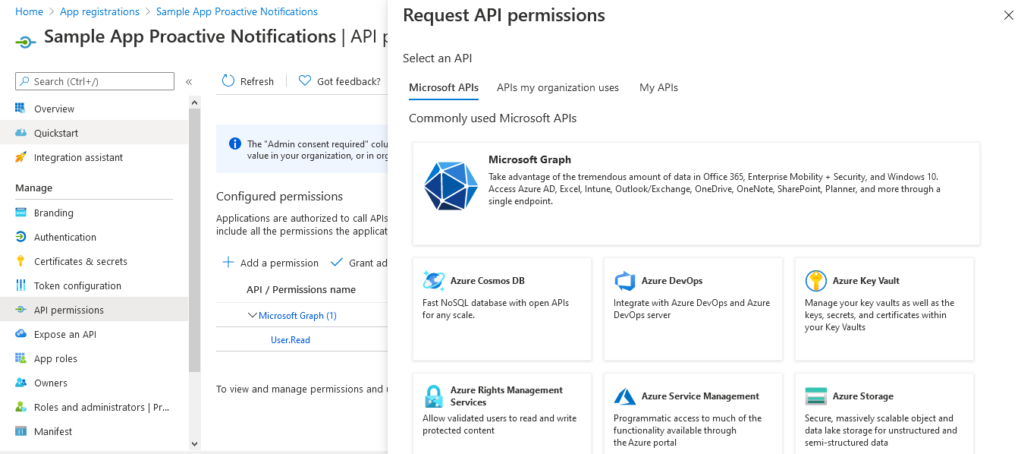 Home > App registrations > Sample App Proactive Notifications
Sample App Proactive Notifications | API p
Search (Ctrl+/)
«
Overview
Quickstart
Integration assistant
Manage
Branding
Authentication
Certificates & secrets
Token configuration
API permissions
Expose an API
App roles
Owners
Roles and administrators | Pr...
Manifest
Refresh
Got feedback?
The "Admin consent required" colu
value in your organization, or in org
Configured permissions
Applications are authorized to call APIs
include all the permissions the applicat
+ Add a permission
Grant ad
API / Permissions name
Microsoft Graph (1)
User.Read
To view and manage permissions and u
Request API permissions
Select an API
Microsoft APIs
APIs my organization uses
My APIs
Commonly used Microsoft APIs
Microsoft Graph
Take advantage of the tremendous amount of data in Office 365, Enterprise Mobility + Security, and Windows 10.
Access Azure AD, Excel, Intune, Outlook/Exchange, OneDrive, OneNote, SharePoint, Planner, and more through a
single endpoint.
Azure Cosmos DB
Fast NoSQL database with open APIs
for any scale.
Azure DevOps
Integrate with Azure DevOps and Azure
DevOps server
Azure Key Vault
Manage your key vaults as well as the
keys, secrets, and certificates within
your Key Vaults
Azure Rights Management
Services
Allow validated users to read and write
protected content
Azure Service Management
Programmatic access to much of the
functionality available through
the Azure portal
Azure Storage
Secure, massively scalable object and
data lake storage for unstructured and
semi-structured data